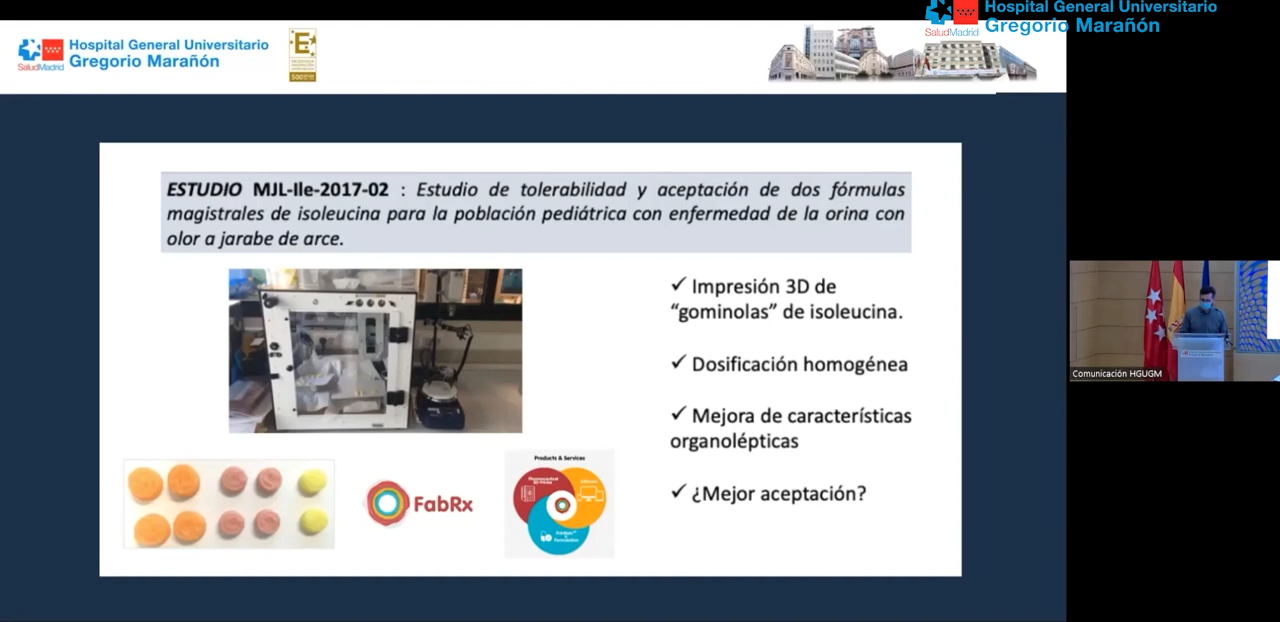 Hospital General Universitario
Gregorio Marañón
SaludMadrid
Hospital General Universitario
Gregorio Marañón
SaludMadrid
E
500
ESTUDIO MJL-Ile-2017-02 : Estudio de tolerabilidad y aceptación de dos fórmulas
magistrales de isoleucina para la población pediátrica con enfermedad de la orina con
olor a jarabe de arce.
✓ Impresión 3D de
“gominolas” de isoleucina.
✓ Dosificación homogénea
✓ Mejora de características
organolépticas
✓ ¿Mejor aceptación?
Comunicación HGUGM
FabRx
Products & Services